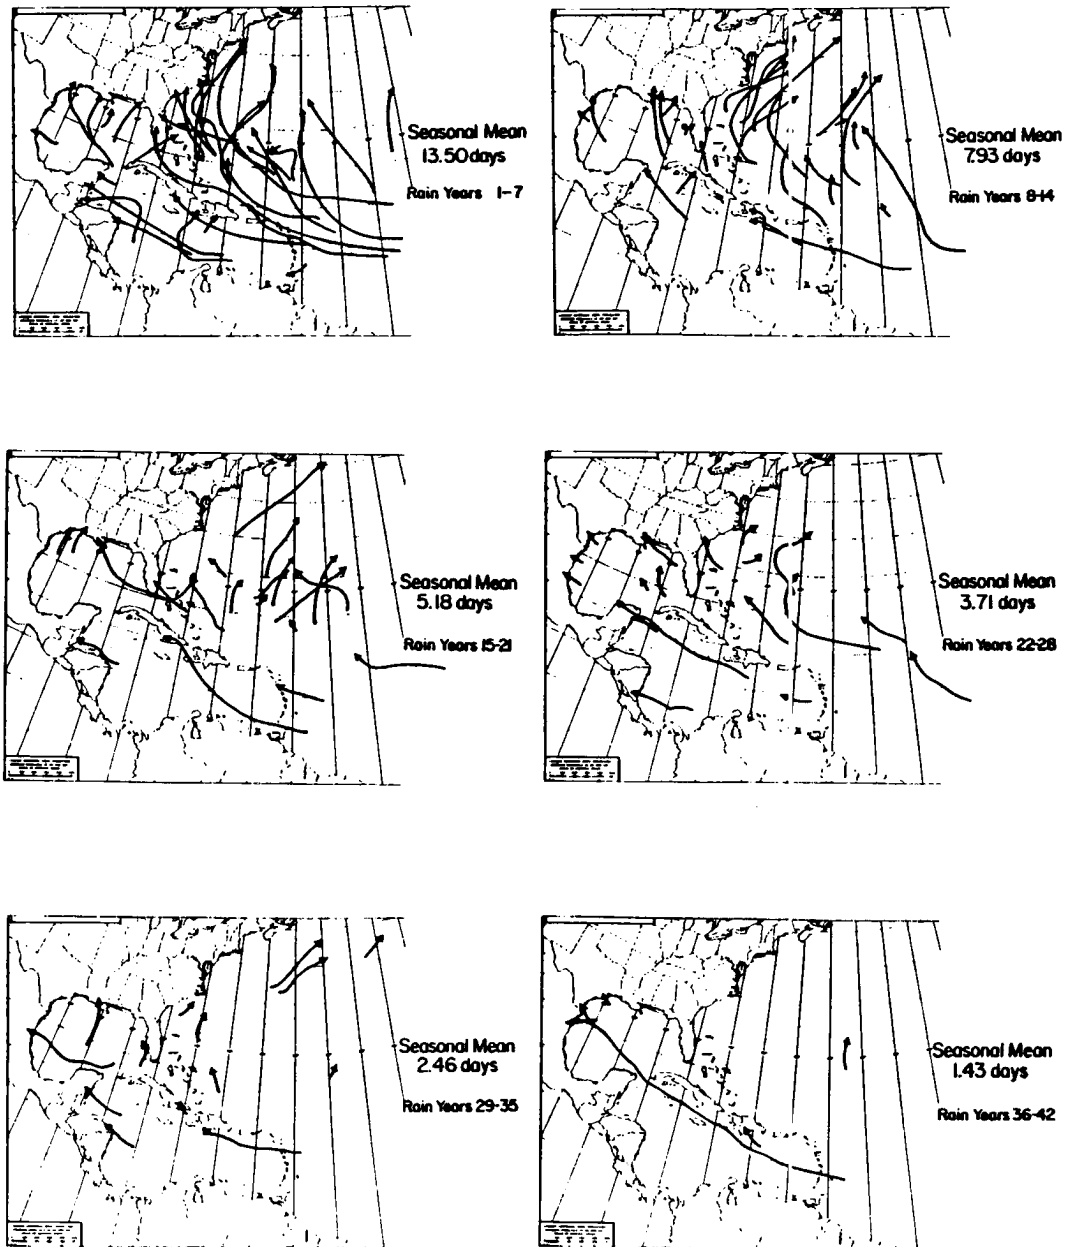 Seasonal Mean
13.50 days
Rain Years 1-7
Seasonal Mean
7.93 days
Rain Years 8-14
Seasonal Mean
5.18 days
Rain Years 15-21
Seasonal Mean
3.71 days
Rain Years 22-28
Seasonal Mean
2.46 days
Rain Years 29-35
Seasonal Mean
1.43 days
Rain Years 36-42